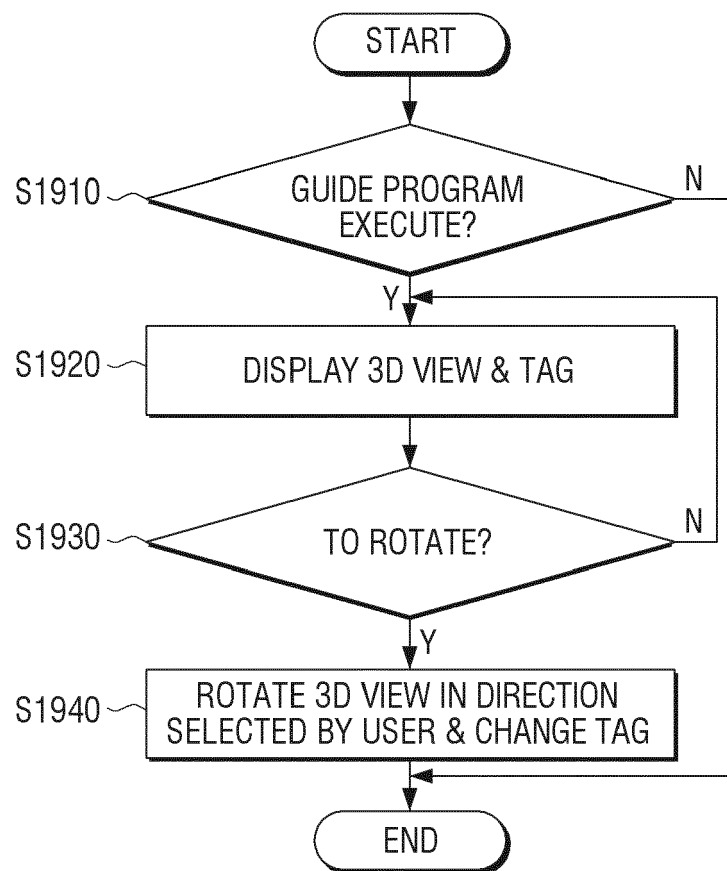 START
S1910
GUIDE PROGRAM
EXECUTE?
N
Y
S1920
DISPLAY 3D VIEW & TAG
S1930
TO ROTATE?
N
Y
S1940
ROTATE 3D VIEW IN DIRECTION
SELECTED BY USER & CHANGE TAG
END